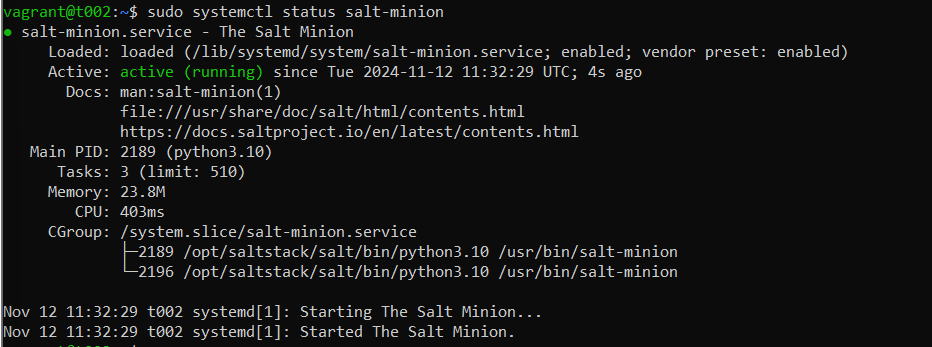 vagrant@t002:~$ sudo systemctl status salt-minion
● salt-minion.service - The Salt Minion
     Loaded: loaded (/lib/systemd/system/salt-minion.service; enabled; vendor preset: enabled)
     Active: active (running) since Tue 2024-11-12 11:32:29 UTC; 4s ago
       Docs: man:salt-minion(1)
             file:///usr/share/doc/salt/html/contents.html
             https://docs.saltproject.io/en/latest/contents.html
   Main PID: 2189 (python3.10)
      Tasks: 3 (limit: 510)
     Memory: 23.8M
        CPU: 403ms
     CGroup: /system.slice/salt-minion.service
             ├─2189 /opt/saltstack/salt/bin/python3.10 /usr/bin/salt-minion
             └─2196 /opt/saltstack/salt/bin/python3.10 /usr/bin/salt-minion

Nov 12 11:32:29 t002 systemd[1]: Starting The Salt Minion...
Nov 12 11:32:29 t002 systemd[1]: Started The Salt Minion.